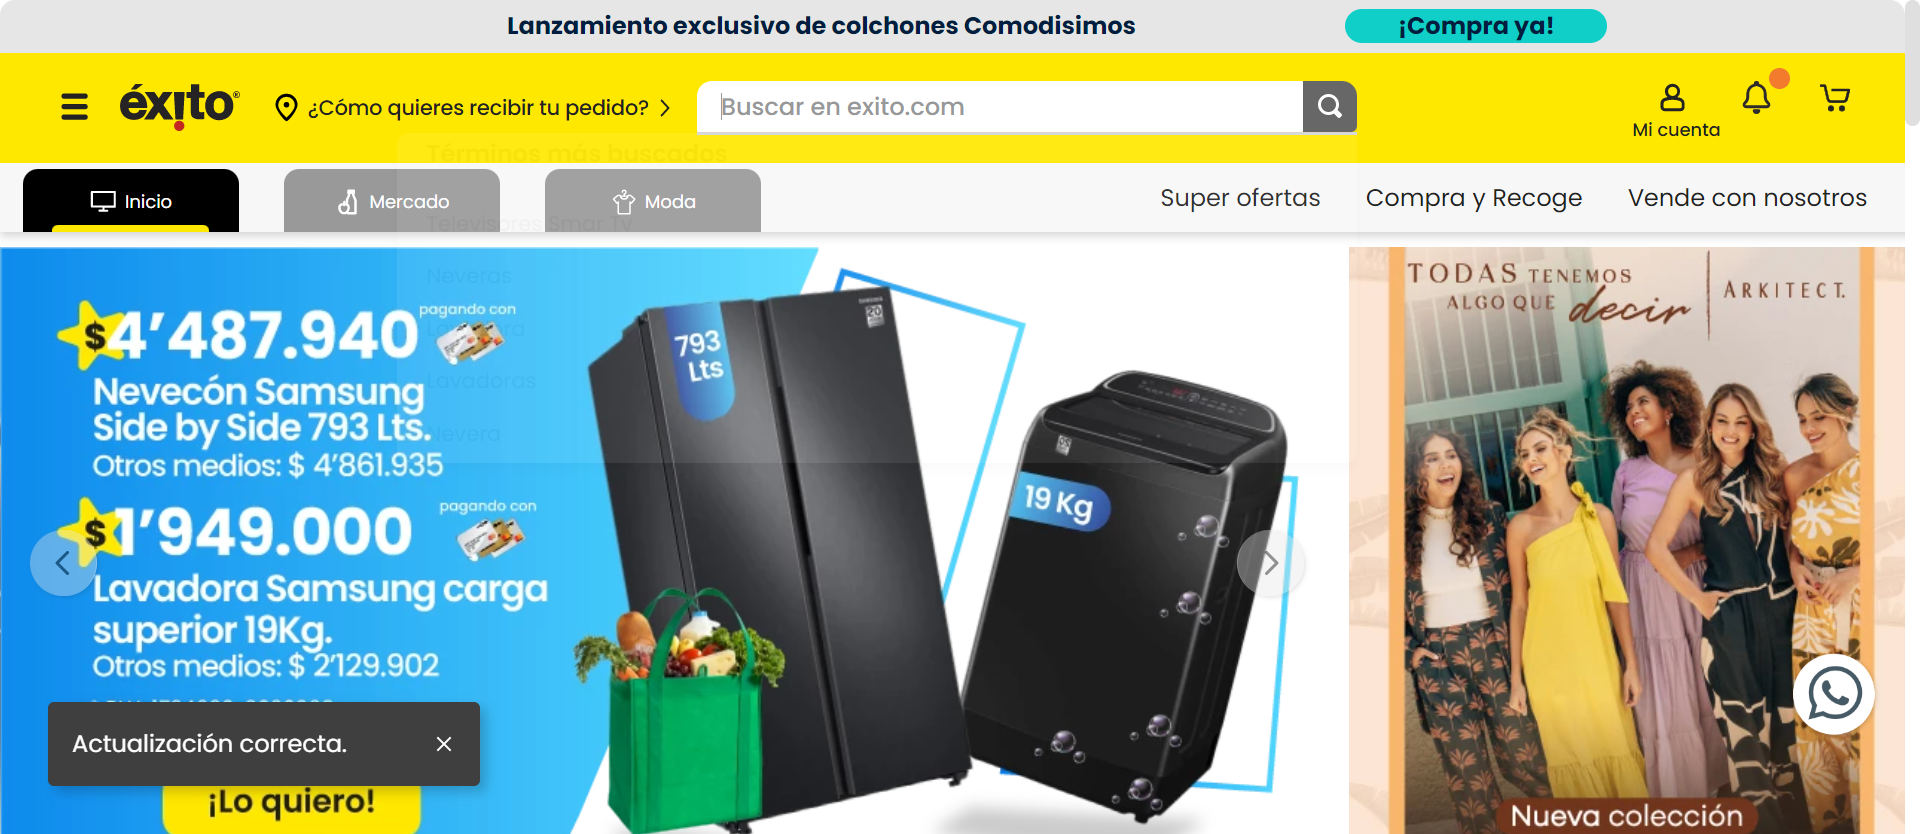 Lanzamiento exclusivo de colchones Comodisimos
¡Compra ya!
éxito®
¿Cómo quieres recibir tu pedido?
Buscar en exito.com
Mi cuenta
Términos más buscados
Inicio
Mercado
Moda
Super ofertas
Compra y Recoge
Vende con nosotros
Televisores Smar Tv
Neveras
Lavadora
Lavadoras
Nevera
$4'487.940
pagando con
Nevecón Samsung
Side by Side 793 Lts.
Otros medios: $ 4'861.935
$1'949.000
pagando con
Lavadora Samsung carga
superior 19Kg.
Otros medios: $ 2'129.902
793
Lts
20
19 Kg
TODAS TENEMOS
ALGO QUE decir
ARKITECT.
Actualización correcta.
¡Lo quiero!
Nueva colección